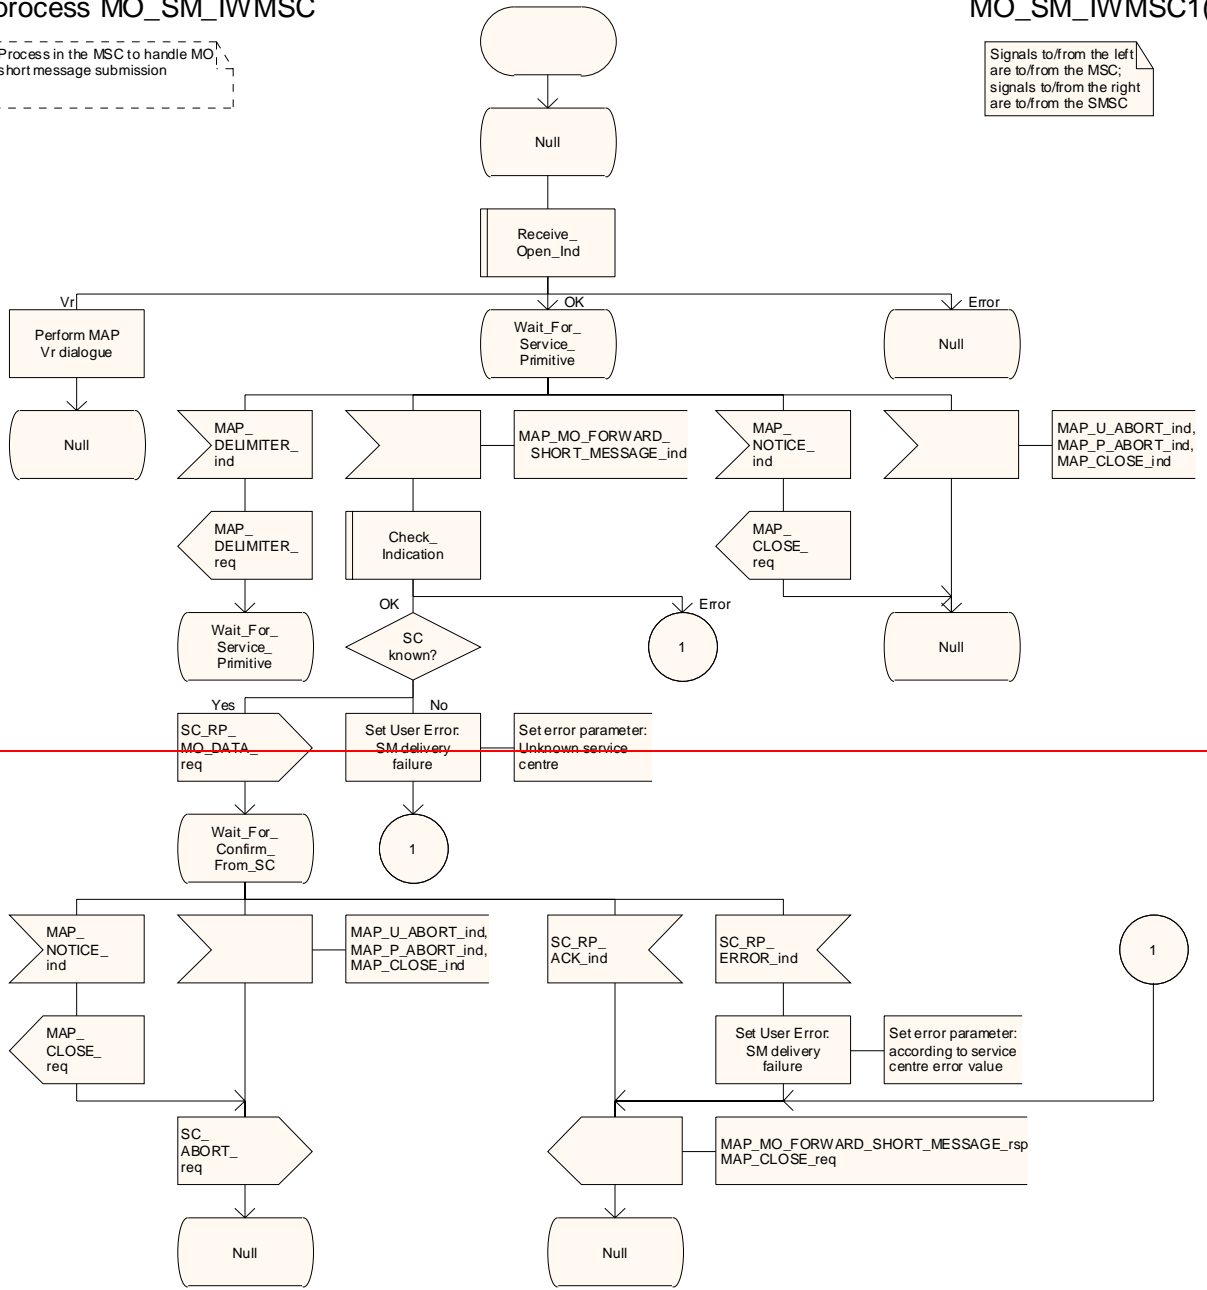 process MO_SM_IWMSC
MO_SM_IWMSC1(
Process in the MSC to handle MO
short message submission
Signals to/from the left
are to/from the MSC;
signals to/from the right
are to/from the SMSC
Null
Receive_
Open_Ind
Vr
OK
Error
Perform MAP
Vr dialogue
Wait_For_
Service_
Primitive
Null
Null
MAP_
DELIMITER_
ind
MAP_MO_FORWARD_
SHORT_MESSAGE_ind
MAP_
NOTICE_
ind
MAP_U_ABORT_ind,
MAP_P_ABORT_ind,
MAP_CLOSE_ind
MAP_
DELIMITER_
req
Check_
Indication
MAP_
CLOSE_
req
OK
Error
Wait_For_
Service_
Primitive
SC
known?
1
Null
Yes
No
SC_RP_
MO_DATA_
req
Set User Error:
SM delivery
failure
Set error parameter:
Unknown service
centre
Wait_For_
Confirm_
From_SC
1
MAP_
NOTICE_
ind
MAP_U_ABORT_ind,
MAP_P_ABORT_ind,
MAP_CLOSE_ind
SC_RP_
ACK_ind
SC_RP_
ERROR_ind
1
MAP_
CLOSE_
req
Set User Error:
SM delivery
failure
Set error parameter:
according to service
centre error value
SC_
ABORT_
req
MAP_MO_FORWARD_SHORT_MESSAGE_rsp
MAP_CLOSE_req
Null
Null